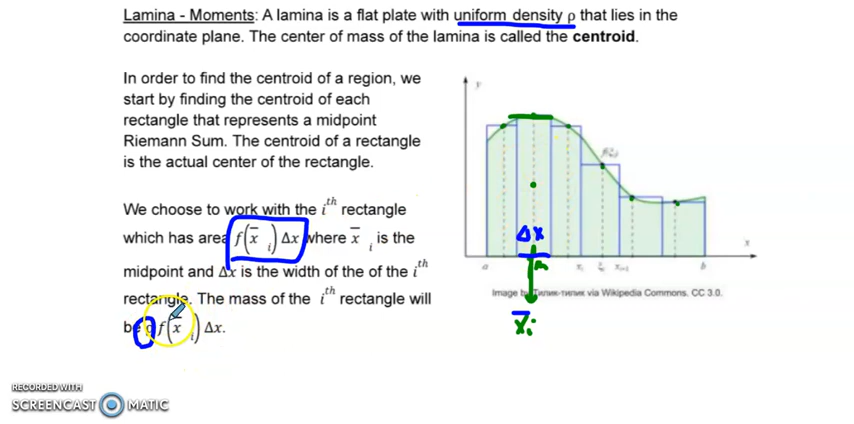 Lamina - Moments: A lamina is a flat plate with uniform density ρ that lies in the
coordinate plane. The center of mass of the lamina is called the centroid.
In order to find the centroid of a region, we
start by finding the centroid of each
rectangle that represents a midpoint
Riemann Sum. The centroid of a rectangle
is the actual center of the rectangle.
We choose to work with the iᵗʰ rectangle
which has area f(x̅ᵢ)Δx where x̅ᵢ is the
midpoint and Δx is the width of the of the iᵗʰ
rectangle. The mass of the iᵗʰ rectangle will
be ρf(x̅ᵢ)Δx.
y
Δx
x
a
b
Image by via Wikipedia Commons. CC 3.0.
x̅ᵢ
RECORDED WITH
SCREENCAST MATIC